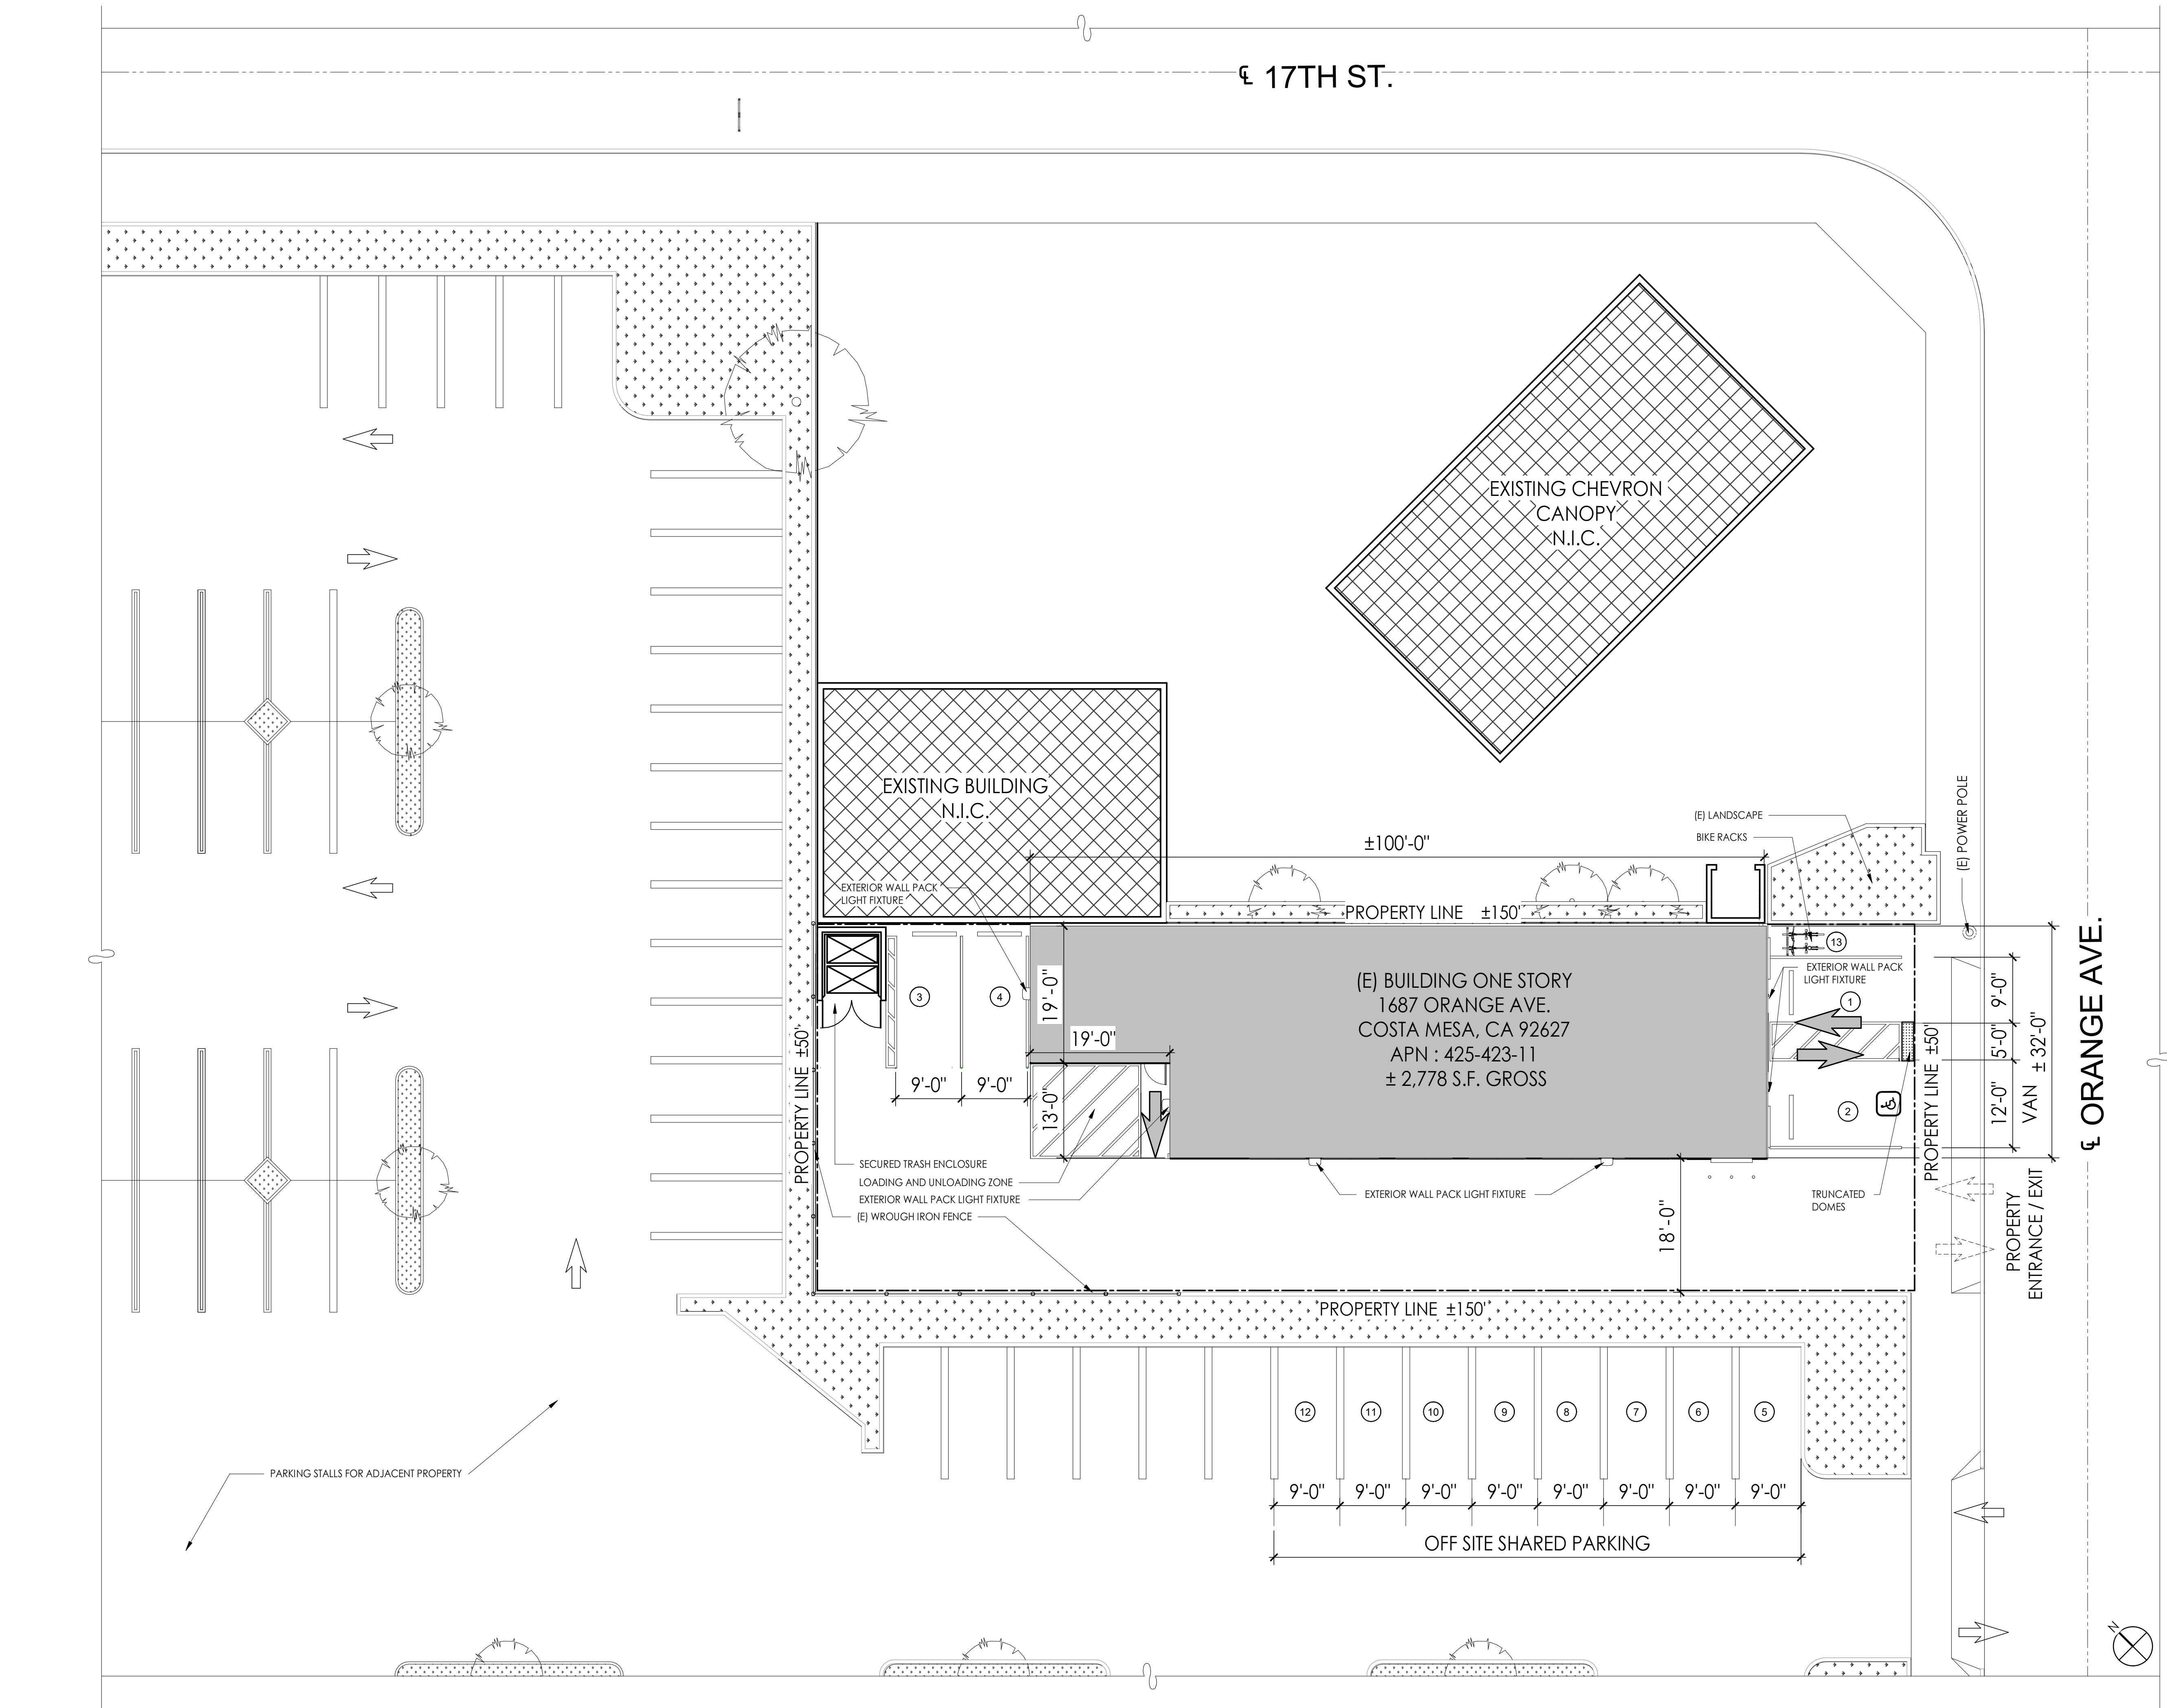 ℄ 17TH ST.
EXISTING CHEVRON
CANOPY
N.I.C.
EXISTING BUILDING
N.I.C.
(E) LANDSCAPE
BIKE RACKS
(E) POWER POLE
±100'-0"
EXTERIOR WALL PACK
LIGHT FIXTURE
PROPERTY LINE ±150'
℄ ORANGE AVE.
13
EXTERIOR WALL PACK
LIGHT FIXTURE
3
4
19'-0"
19'-0"
(E) BUILDING ONE STORY
1687 ORANGE AVE.
COSTA MESA, CA 92627
APN : 425-423-11
± 2,778 S.F. GROSS
1
9'-0"
5'-0"
± 32'-0"
PROPERTY LINE ±50'
PROPERTY LINE ±50'
9'-0"
9'-0"
13'-0"
2
12'-0"
VAN
SECURED TRASH ENCLOSURE
LOADING AND UNLOADING ZONE
EXTERIOR WALL PACK LIGHT FIXTURE
(E) WROUGH IRON FENCE
EXTERIOR WALL PACK LIGHT FIXTURE
18'-0"
TRUNCATED
DOMES
PROPERTY
ENTRANCE / EXIT
PROPERTY LINE ±150'
12
11
10
9
8
7
6
5
PARKING STALLS FOR ADJACENT PROPERTY
9'-0"
9'-0"
9'-0"
9'-0"
9'-0"
9'-0"
9'-0"
9'-0"
OFF SITE SHARED PARKING
N